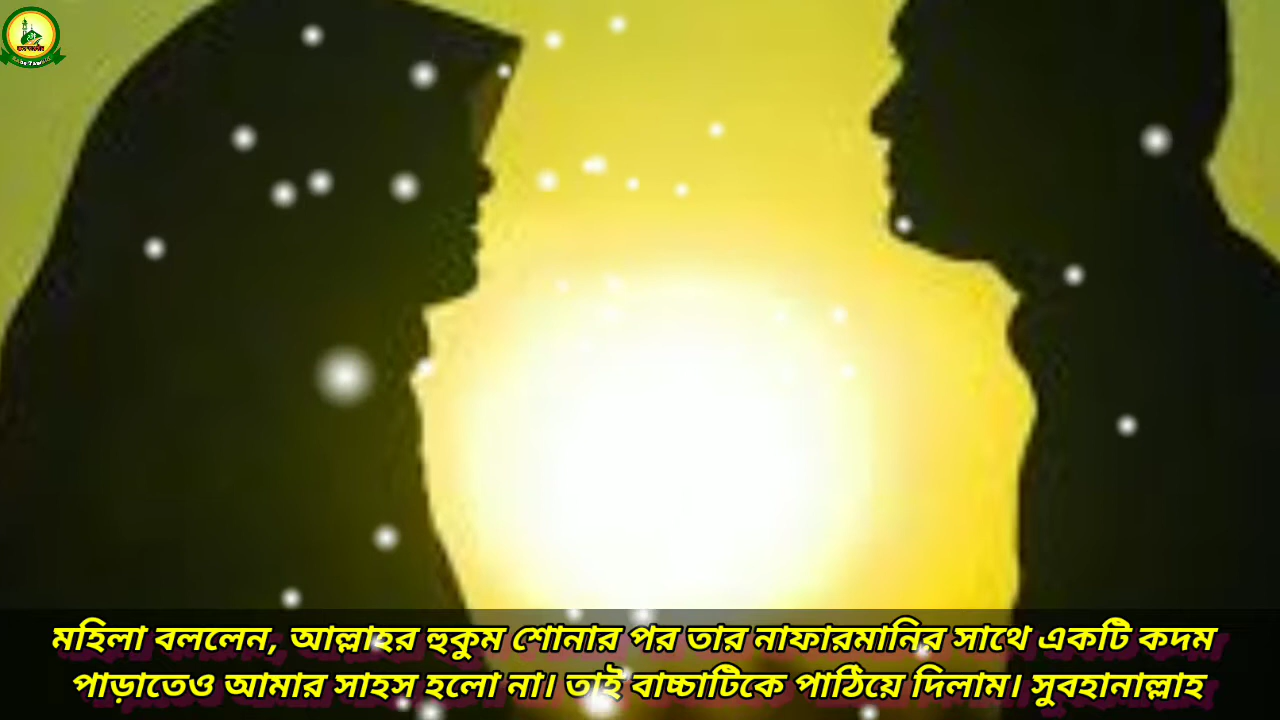 মহিলা বললেন, আল্লাহর হুকুম শোনার পর তার নাফারমানির সাথে একটি কদম
পাড়াতেও আমার সাহস হলো না। তাই বাচ্চাটিকে পাঠিয়ে দিলাম। সুবহানাল্লাহ